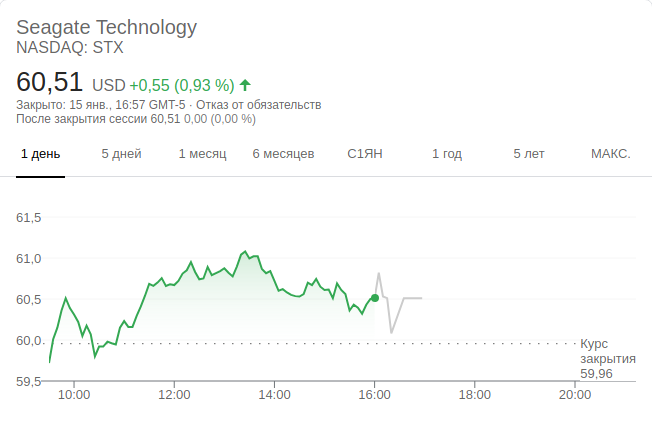 Seagate Technology
NASDAQ: STX
60,51 USD +0,55 (0,93 %)
Закрыто: 15 янв., 16:57 GMT-5 · Отказ от обязательств
После закрытия сессии 60,51 0,00 (0,00 %)
1 день 5 дней 1 месяц 6 месяцев С1ЯН 1 год 5 лет МАКС.
61,5
61,0
60,5
60,0
Курс
закрытия
59,96
59,5
10:00 12:00 14:00 16:00 18:00 20:00